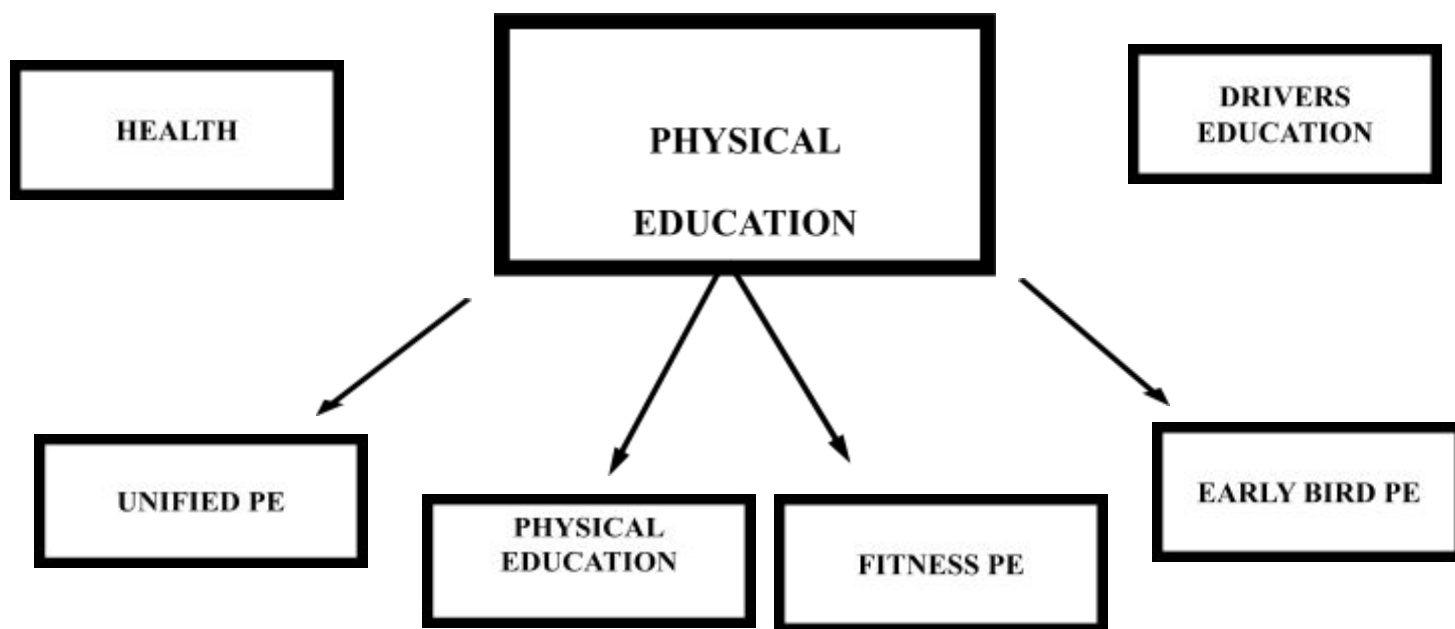 HEALTH
PHYSICAL
EDUCATION
DRIVERS
EDUCATION
UNIFIED PE
PHYSICAL
EDUCATION
FITNESS PE
EARLY BIRD PE